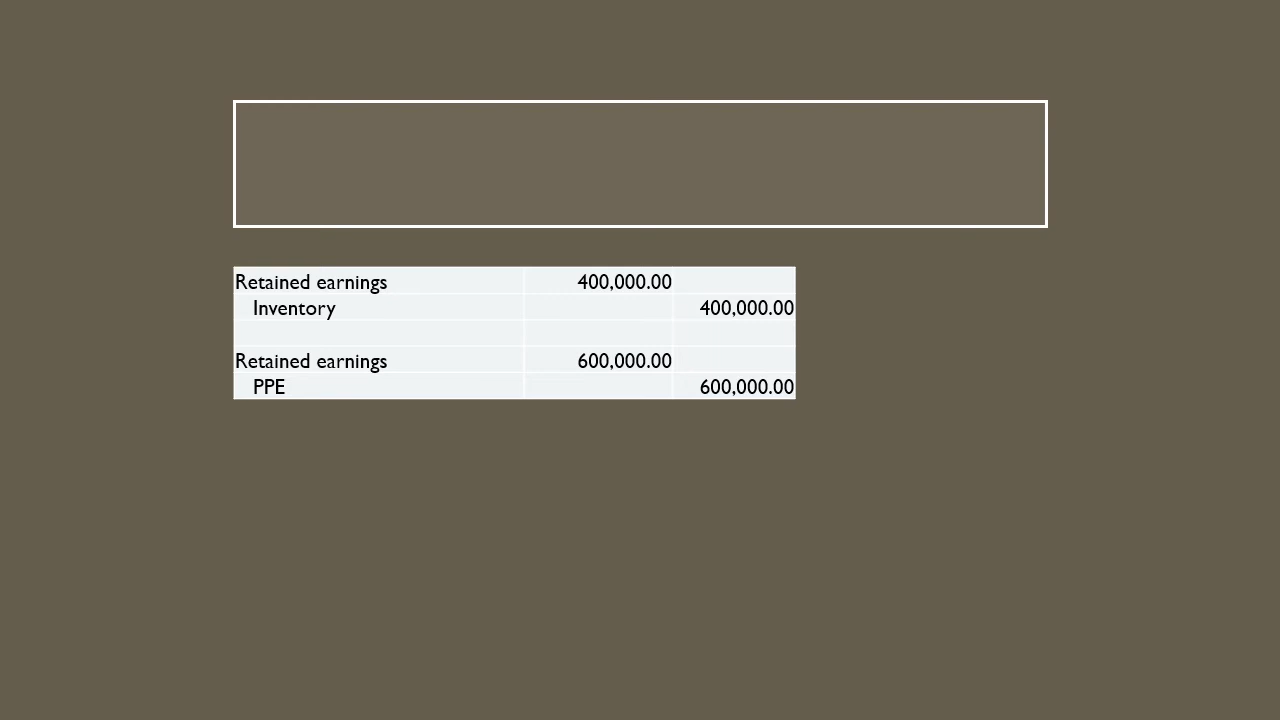 Retained earnings 400,000.00
Inventory 400,000.00
Retained earnings 600,000.00
PPE 600,000.00